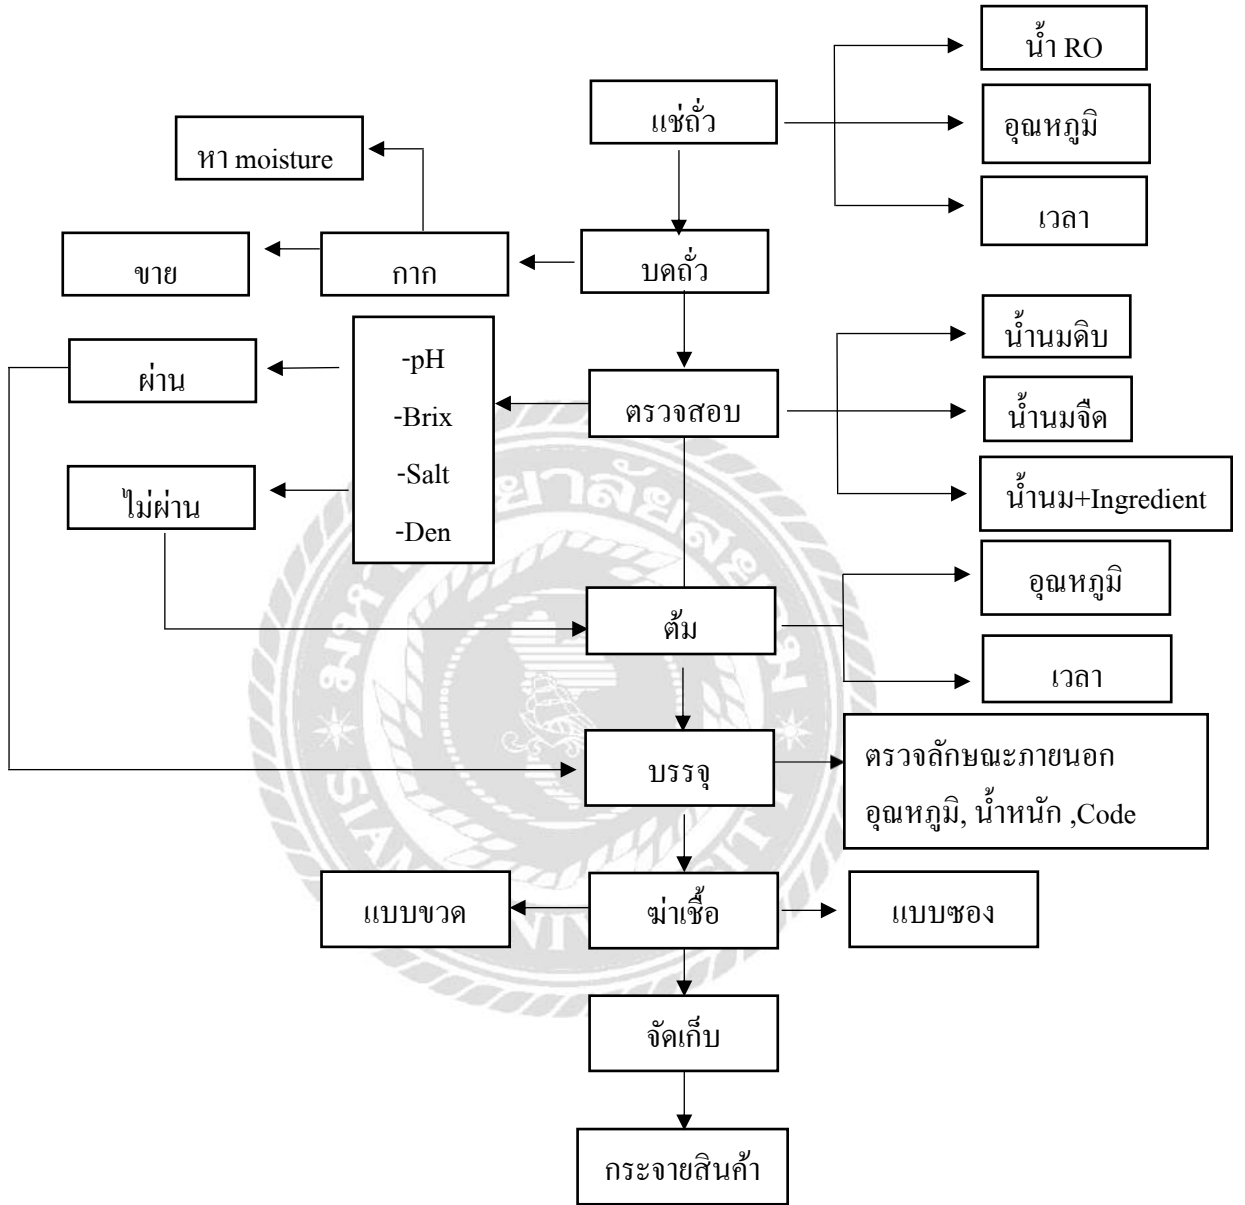 น้ำ RO
แช่ถั่ว
อุณหภูมิ
หา moisture
เวลา
ขาย
กาก
บดถั่ว
น้ำนมดิบ
ผ่าน
-pH
-Brix
-Salt
-Den
ตรวจสอบ
น้ำนมจืด
ไม่ผ่าน
น้ำนม+Ingredient
อุณหภูมิ
ต้ม
เวลา
บรรจุ
ตรวจลักษณะภายนอก
อุณหภูมิ, น้ำหนัก ,Code
แบบขวด
ฆ่าเชื้อ
แบบซอง
จัดเก็บ
กระจายสินค้า